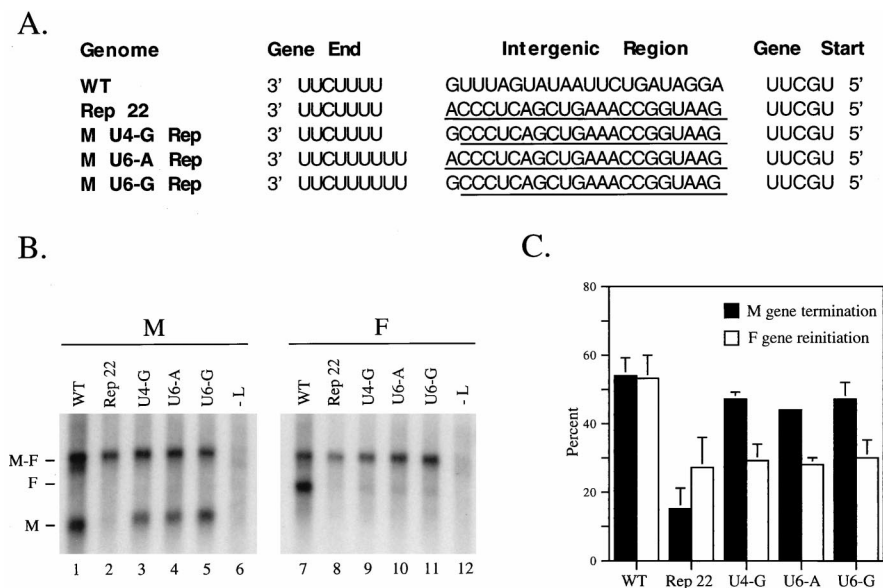 A.
Genome Gene End Intergenic Region Gene Start
WT 3' UUCUUUU GUUUAGUAUAAUUCUGAUAGGA UUCGU 5'
Rep 22 3' UUCUUUU ACCCUCAGCUGAAACCGGUAAG UUCGU 5'
M U4-G Rep 3' UUCUUUU GCCCUCAGCUGAAACCGGUAAG UUCGU 5'
M U6-A Rep 3' UUCUUUUUU ACCCUCAGCUGAAACCGGUAAG UUCGU 5'
M U6-G Rep 3' UUCUUUUUU GCCCUCAGCUGAAACCGGUAAG UUCGU 5'
B.
M
WT Rep 22 U4-G U6-A U6-G - L
M-F
F
M
1 2 3 4 5 6
F
WT Rep 22 U4-G U6-A U6-G - L
7 8 9 10 11 12
C.
M gene termination
F gene reinitiation
Percent
80
60
40
20
0
WT Rep 22 U4-G U6-A U6-G